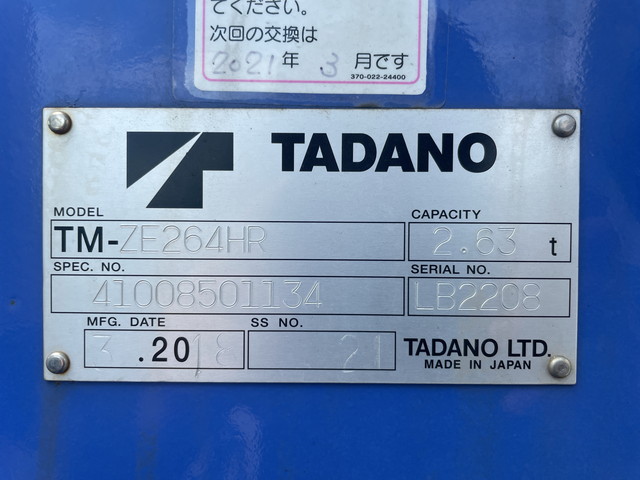 てください。
次回の交換は
2021年 3月です
370-022-24400
TADANO
MODEL
TM-ZE264HR
CAPACITY
2.63 t
SPEC. NO.
41008501134
SERIAL NO.
LB2208
MFG. DATE
3 .2018
SS NO.
21
TADANO LTD.
MADE IN JAPAN